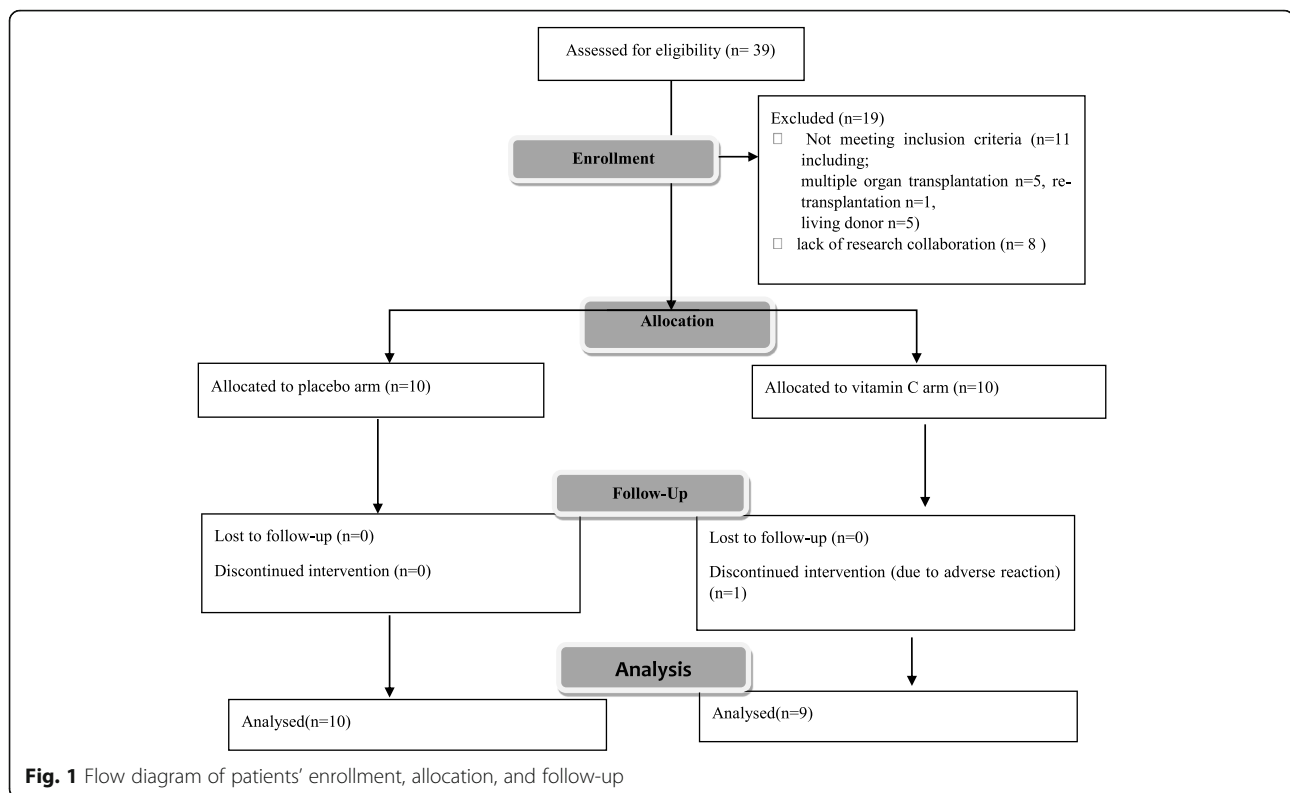 Assessed for eligibility (n= 39)
Enrollment
Excluded (n=19)
□ Not meeting inclusion criteria (n=11
including;
multiple organ transplantation n=5, re-
transplantation n=1,
living donor n=5)
□ lack of research collaboration (n= 8 )
Allocation
Allocated to placebo arm (n=10)
Allocated to vitamin C arm (n=10)
Follow-Up
Lost to follow-up (n=0)
Discontinued intervention (n=0)
Lost to follow-up (n=0)
Discontinued intervention (due to adverse reaction)
(n=1)
Analysis
Analysed(n=10)
Analysed(n=9)
Fig. 1 Flow diagram of patients’ enrollment, allocation, and follow-up